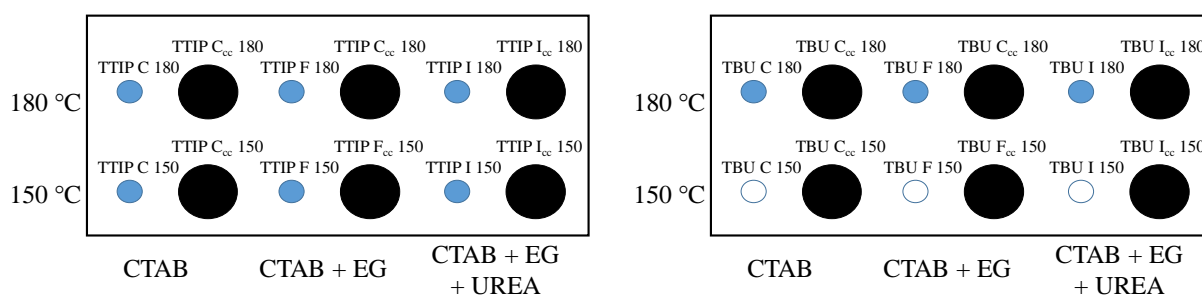 TTIP Ccc 180 TTIP Ccc 180 TTIP Icc 180
TTIP C 180 TTIP F 180 TTIP I 180
180 °C
TTIP Ccc 150 TTIP Fcc 150 TTIP Icc 150
TTIP C 150 TTIP F 150 TTIP I 150
150 °C
CTAB CTAB + EG CTAB + EG
+ UREA
TBU Ccc 180 TBU Ccc 180 TBU Icc 180
TBU C 180 TBU F 180 TBU I 180
180 °C
TBU Ccc 150 TBU Fcc 150 TBU Icc 150
TBU C 150 TBU F 150 TBU I 150
150 °C
CTAB CTAB + EG CTAB + EG
+ UREA